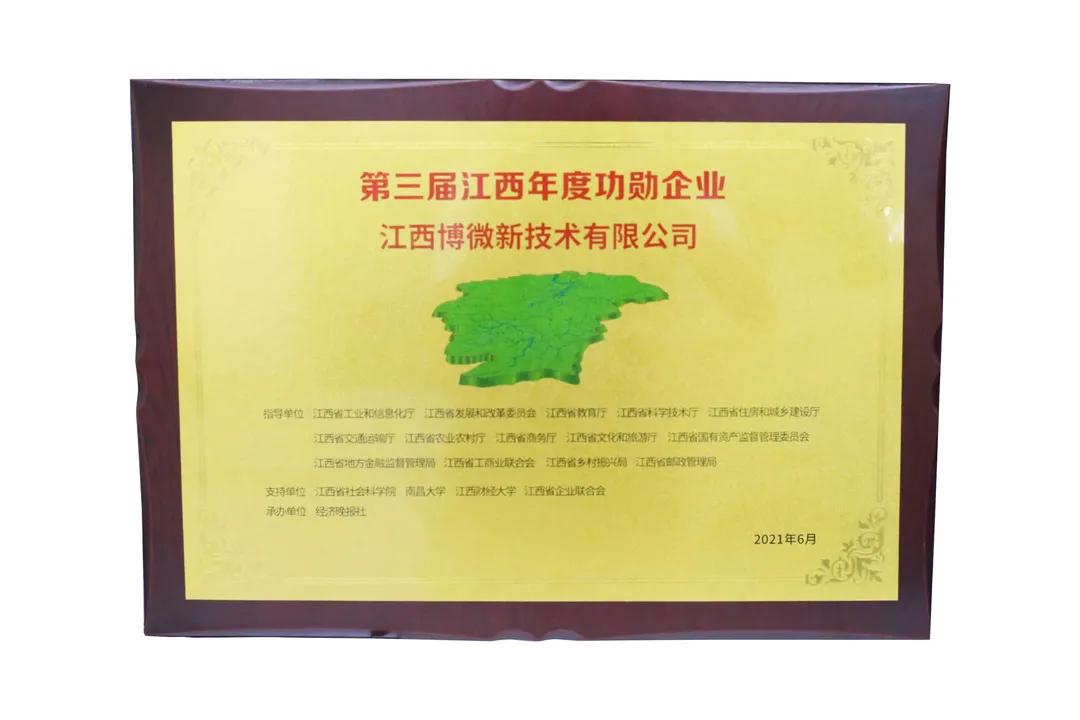 第三届江西年度功勋企业
江西博微新技术有限公司
指导单位 江西省工业和信息化厅 江西省发展和改革委员会 江西省教育厅 江西省科学技术厅 江西省住房和城乡建设厅
江西省交通运输厅 江西省农业农村厅 江西省商务厅 江西省文化和旅游厅 江西省国有资产监督管理委员会
江西省地方金融监督管理局 江西省工商业联合会 江西省乡村振兴局 江西省邮政管理局
支持单位 江西省社会科学院 南昌大学 江西财经大学 江西省企业联合会
承办单位 经济晚报社
2021年6月